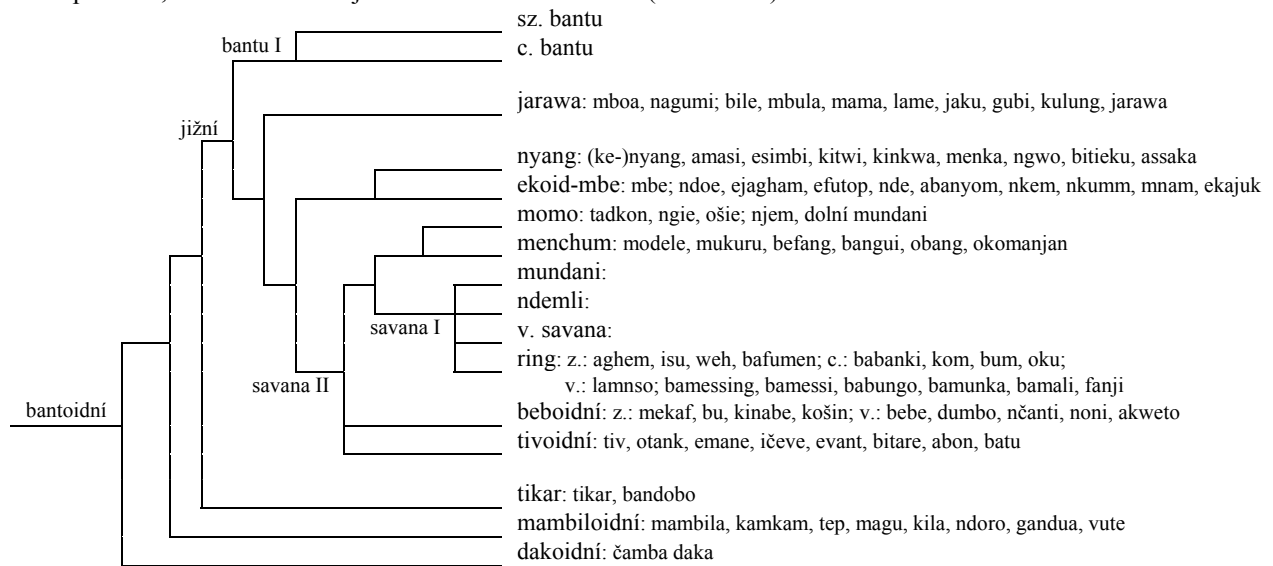 sz. bantu
bantu I
c. bantu
jarawa: mboa, nagumi; bile, mbula, mama, lame, jaku, gubi, kulung, jarawa
jižní
nyang: (ke-)nyang, amasi, esimbi, kitwi, kinkwa, menka, ngwo, bitieku, assaka
ekoid-mbe: mbe; ndoe, ejagham, efutop, nde, abanyom, nkem, nkumm, mnam, ekajuk
momo: tadkon, ngie, ošie; njem, dolní mundani
menchum: modele, mukuru, befang, bangui, obang, okomanjan
mundani:
ndemli:
savana I
v. savana:
ring: z.: aghem, isu, weh, bafumen; c.: babanki, kom, bum, oku;
savana II
v.: lamnso; bamessing, bamessi, babungo, bamunka, bamali, fanji
bantoidní
beboidní: z.: mekaf, bu, kinabe, košin; v.: bebe, dumbo, nčanti, noni, akweto
tivoidní: tiv, otank, emane, ičeve, evant, bitare, abon, batu
tikar: tikar, bandobo
mambiloidní: mambila, kamkam, tep, magu, kila, ndoro, gandua, vute
dakoidní: čamba daka